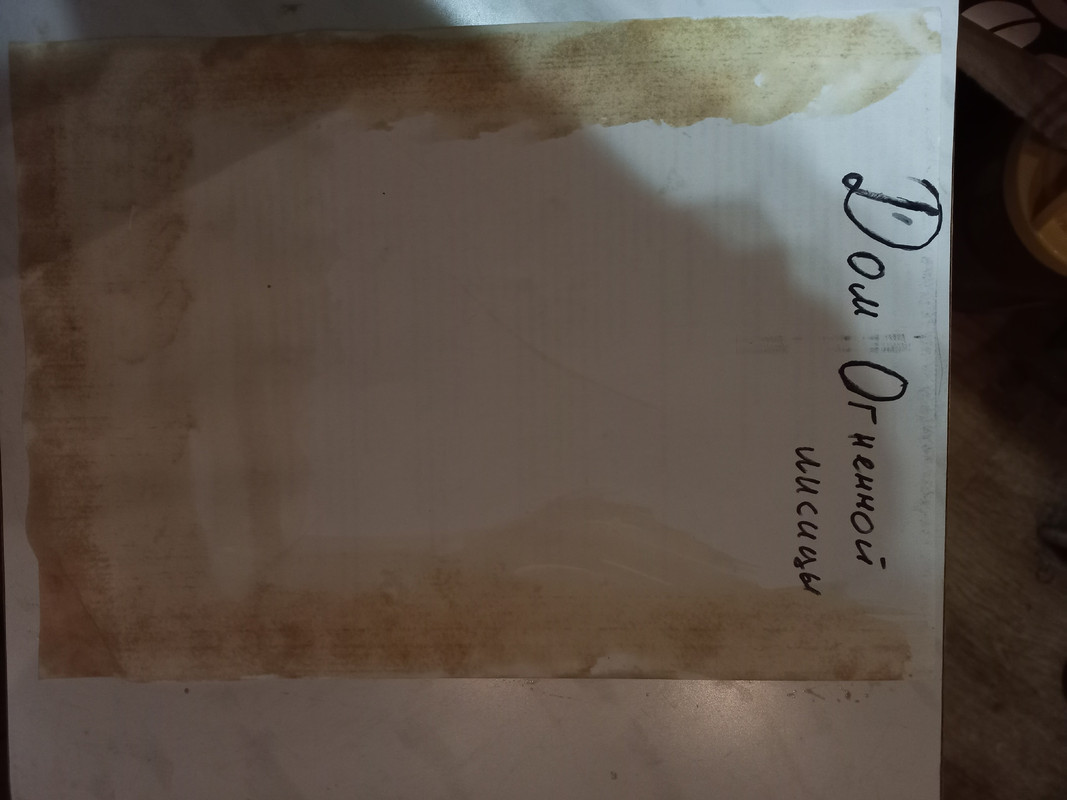 Дом Огненной
лисицы